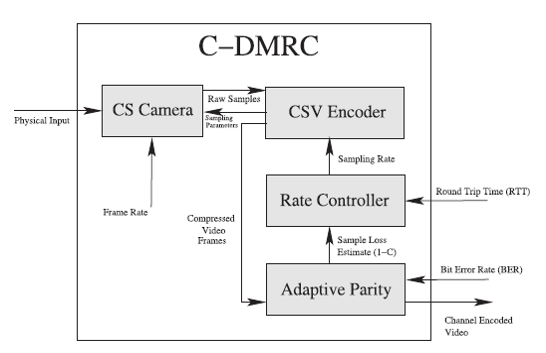 C–DMRC
CS Camera
Raw Samples
CSV Encoder
Sampling
Parameters
Physical Input
Sampling Rate
Frame Rate
Rate Controller
Round Trip Time (RTT)
Compressed
Video
Frames
Sample Loss
Estimate (1–C)
Bit Error Rate (BER)
Adaptive Parity
Channel Encoded
Video